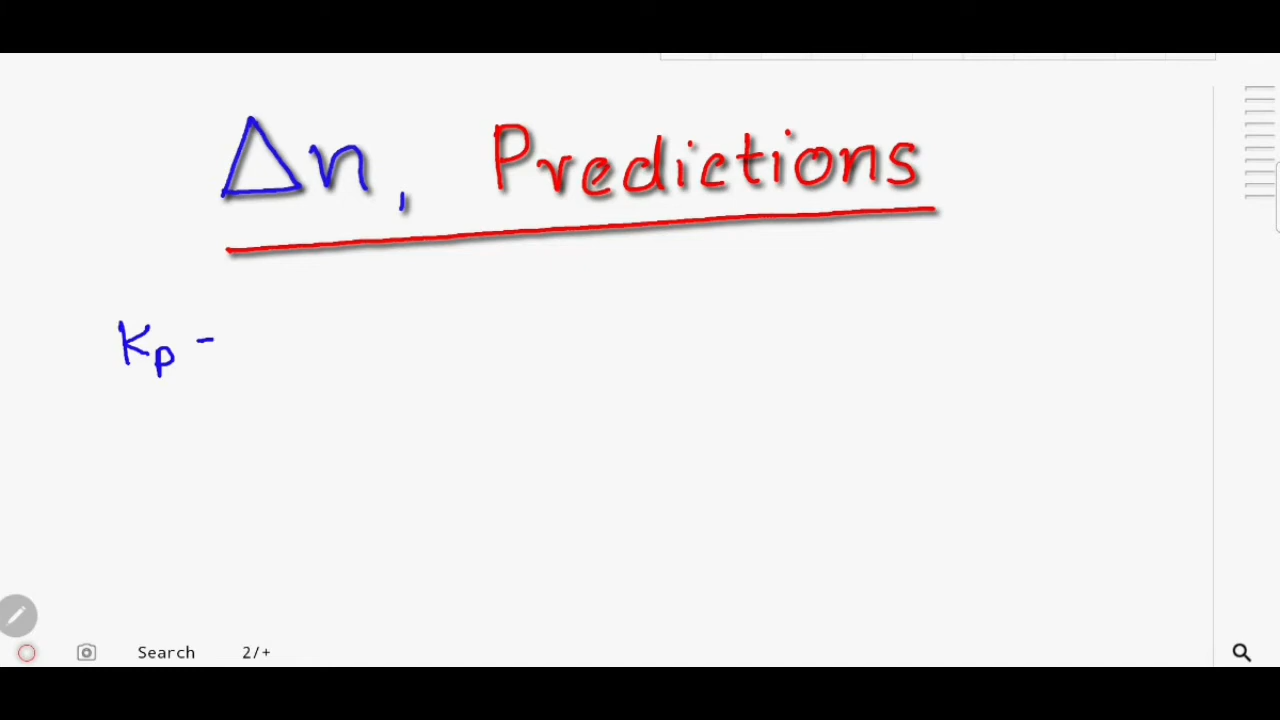 Δn, Predictions
Kp -
Search 2/+